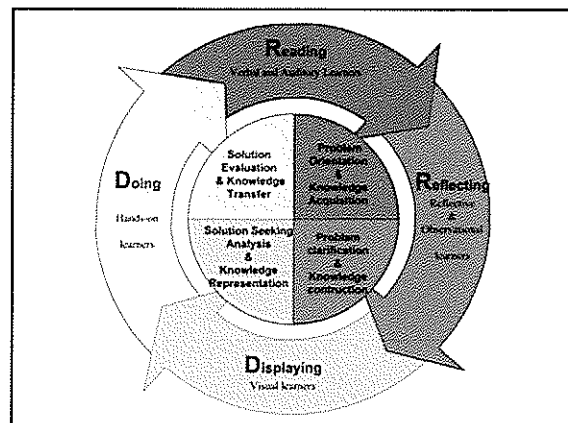 Reading
Verbal and Auditory Learners
Reflecting
Reflective
&
Observational
learners
Displaying
Visual learners
Doing
Hands-on
learners
Solution
Evaluation
& Knowledge
Transfer
Problem
Orientation
&
Knowledge
Acquisition
Solution Seeking
Analysis
&
Knowledge
Representation
Problem
clarification
&
Knowledge
contruction